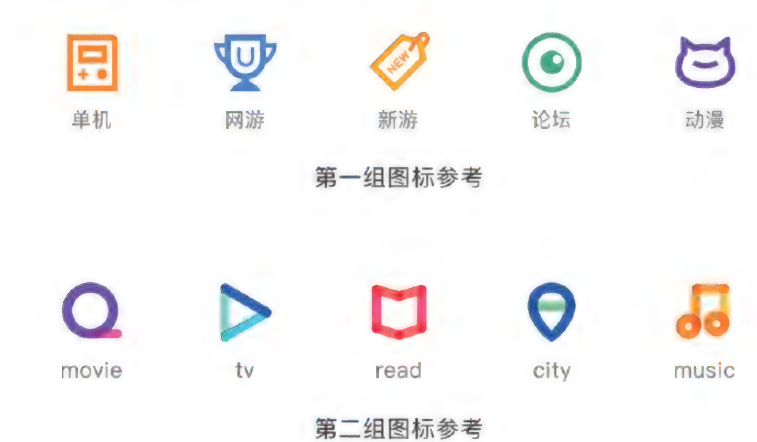 U
NEW
单机 网游 新游 论坛 动漫
第一组图标参考
movie tv read city music
第二组图标参考